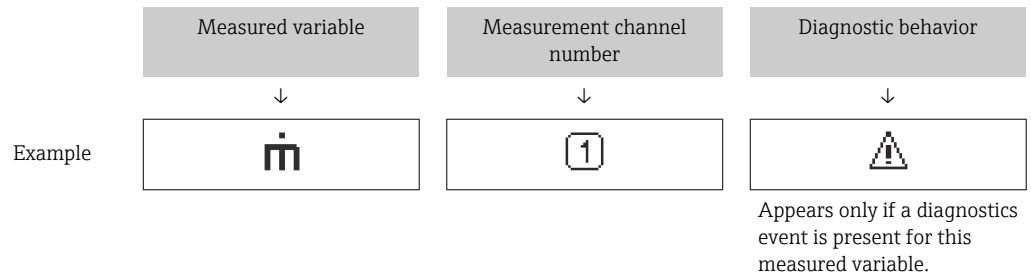 Measured variable
Measurement channel
number
Diagnostic behavior
↓ ↓ ↓
Example
ṁ
1
Appears only if a diagnostics
event is present for this
measured variable.